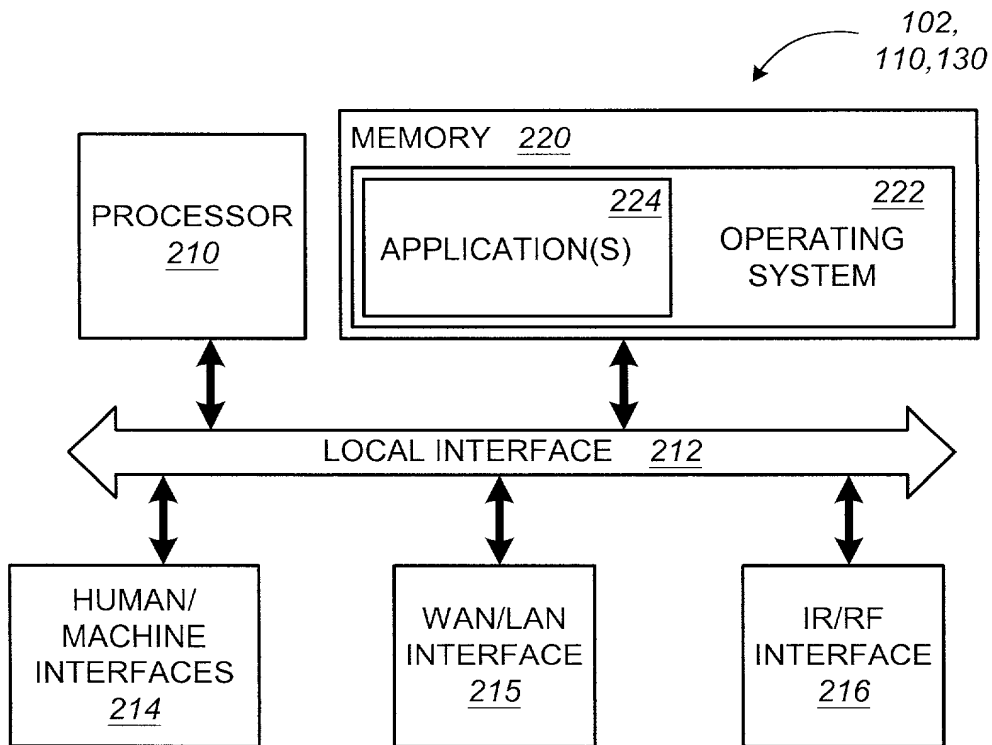 102,
110,130
MEMORY 220
PROCESSOR
210
224
APPLICATION(S)
222
OPERATING
SYSTEM
LOCAL INTERFACE 212
HUMAN/
MACHINE
INTERFACES
214
WAN/LAN
INTERFACE
215
IR/RF
INTERFACE
216